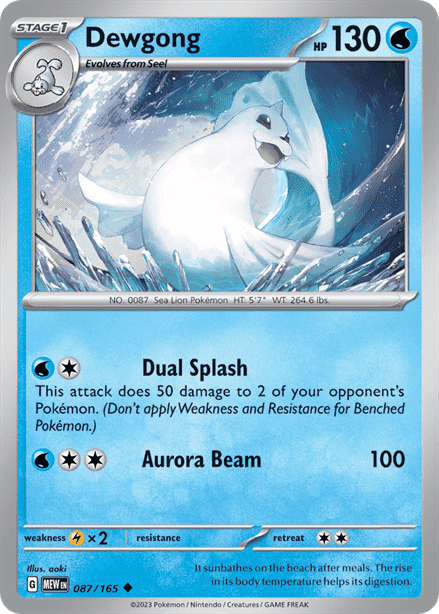 STAGE1 Dewgong HP 130
Evolves from Seel
NO. 0087 Sea Lion Pokémon HT: 5'7" WT: 264.6 lbs.
Dual Splash
This attack does 50 damage to 2 of your opponent's
Pokémon. (Don't apply Weakness and Resistance for Benched
Pokémon.)
Aurora Beam 100
weakness ×2 resistance retreat
Illus. aoki
G MEW EN 087/165
It sunbathes on the beach after meals. The rise
in its body temperature helps its digestion.
©2023 Pokémon / Nintendo / Creatures / GAME FREAK